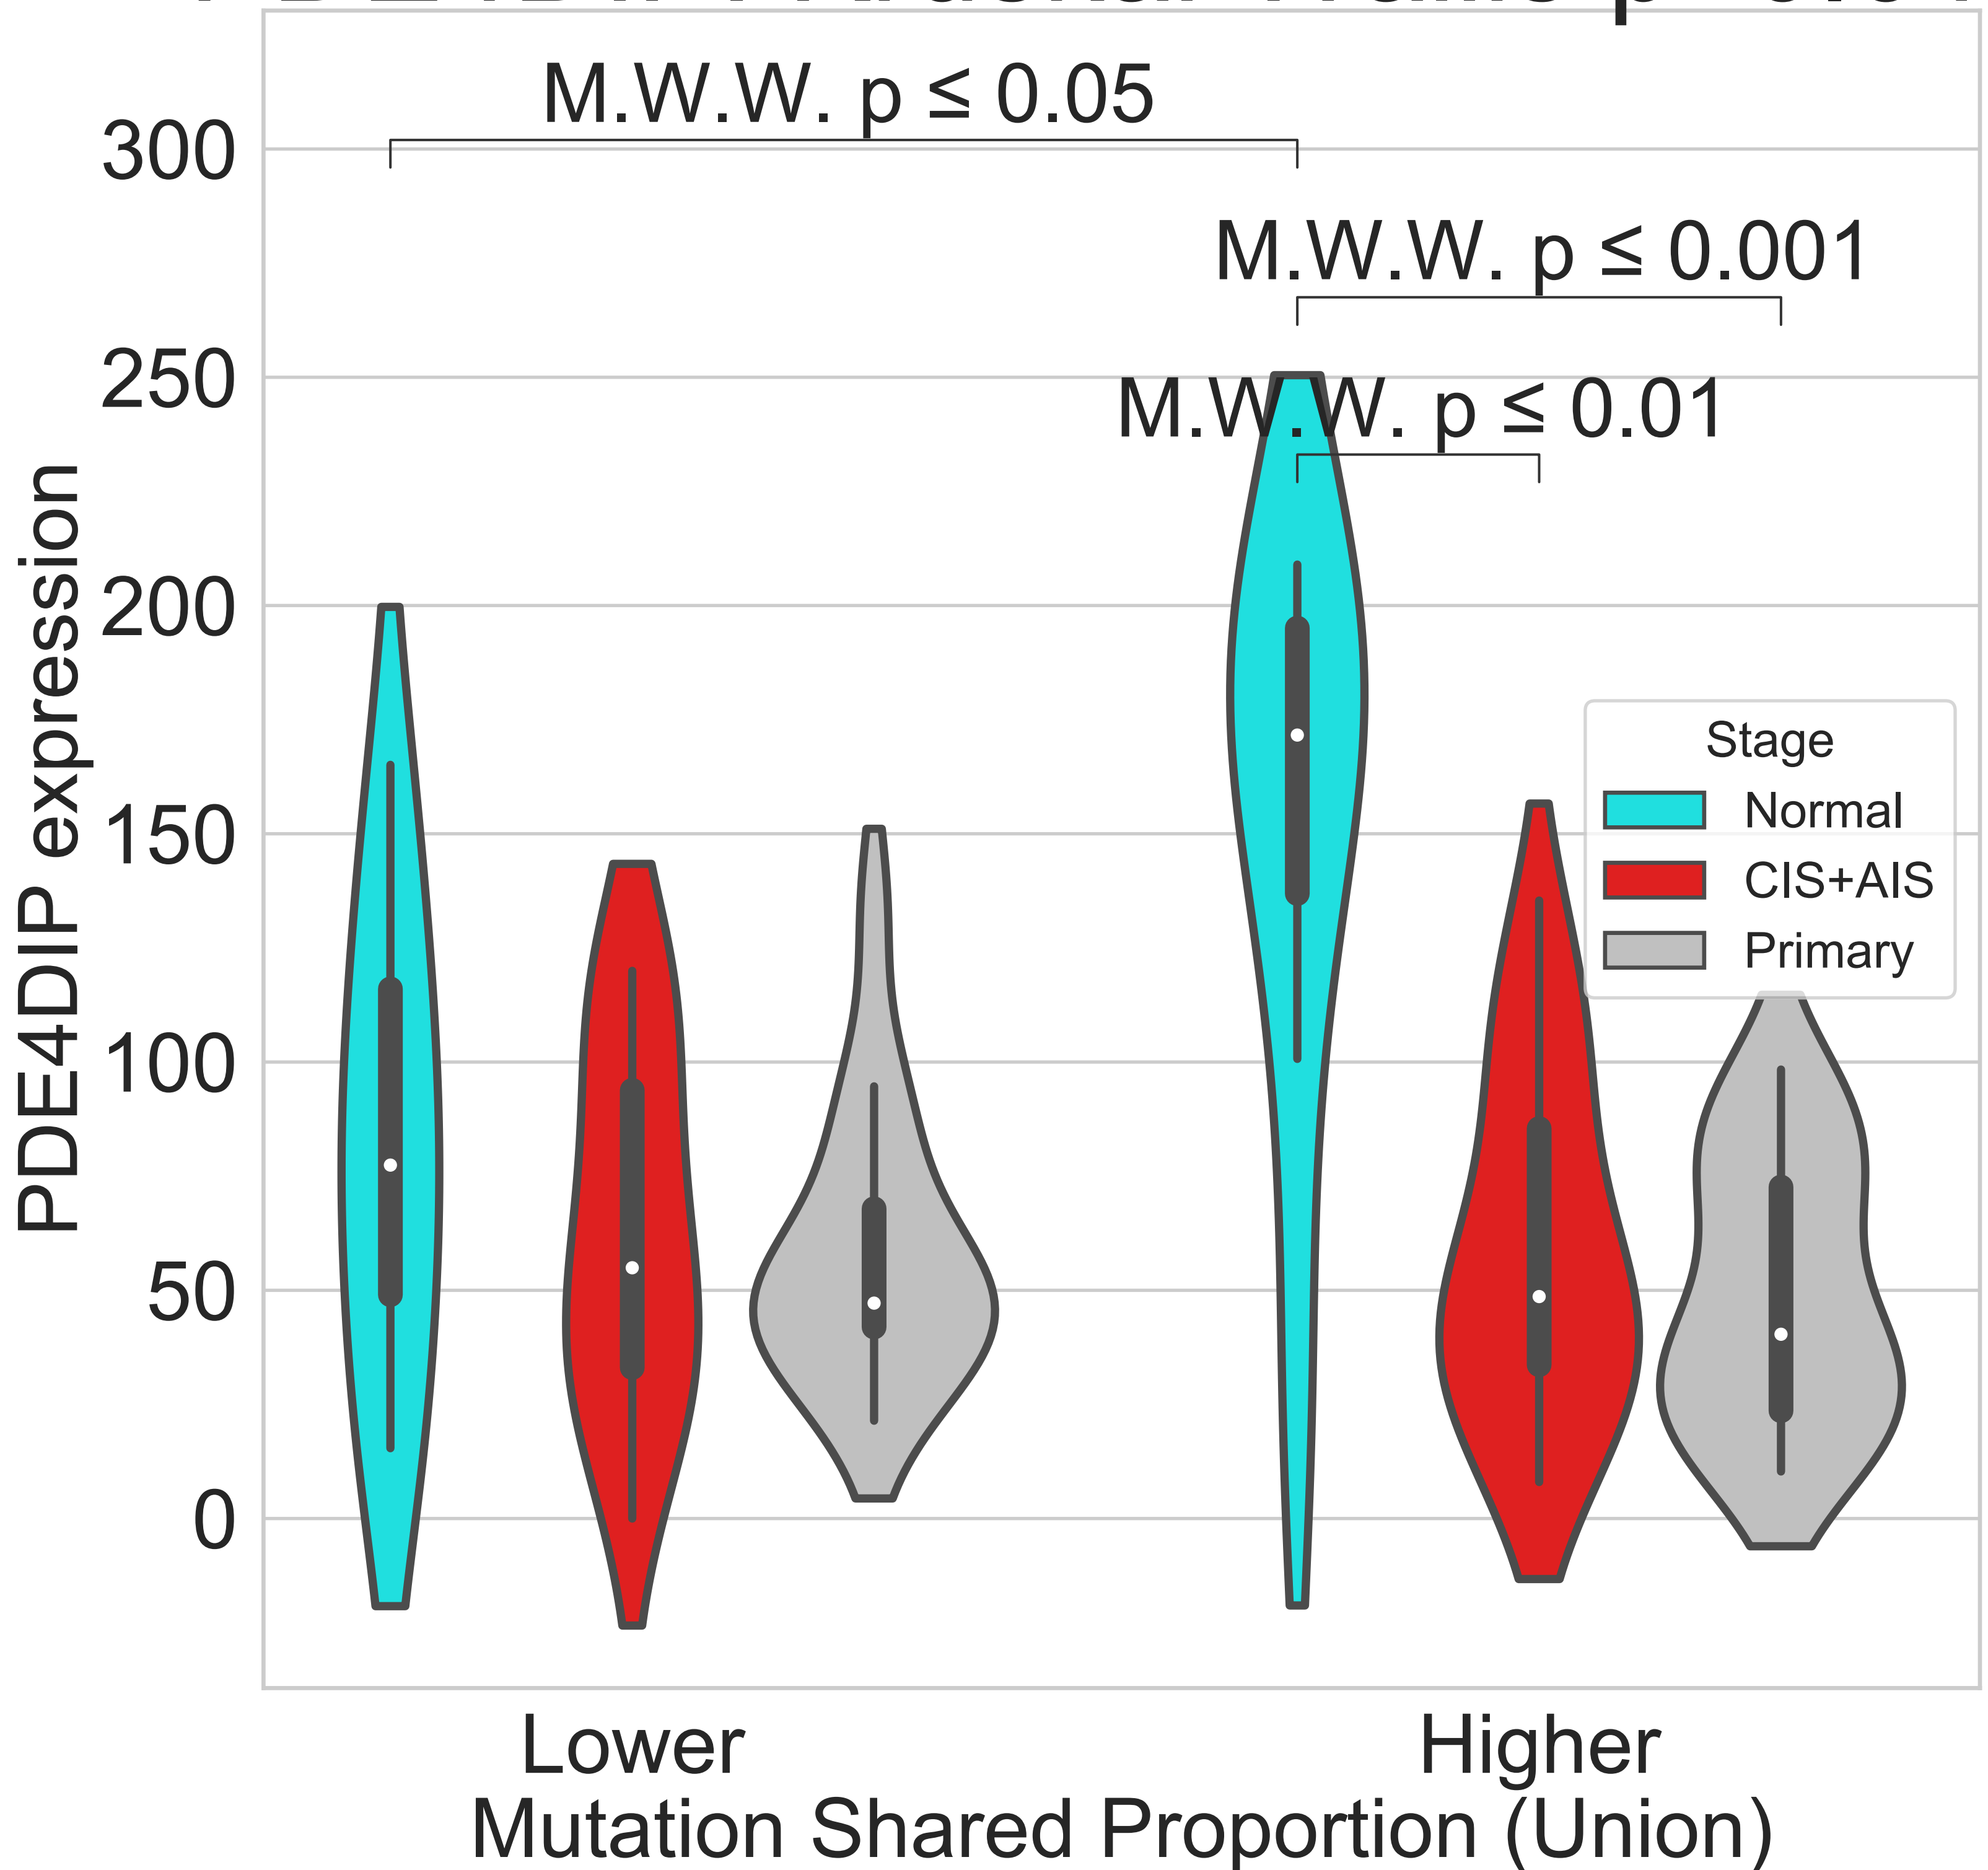 M.W.W. p ≤ 0.05
M.W.W. p ≤ 0.001
M.W.W. p ≤ 0.01
300
250
200
150
100
50
0
PDE4DIP expression
Stage
Normal
CIS+AIS
Primary
Lower
Higher
Mutation Shared Proportion (Union)